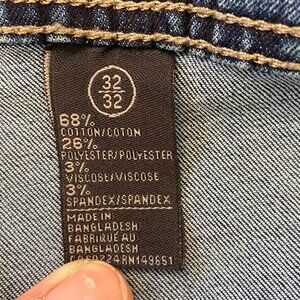 32
32
68%
COTTON/COTON
26%
POLYESTER/POLYESTER
3%
VISCOSE/VISCOSE
3%
SPANDEX/SPANDEX
MADE IN
BANGLADESH
FABRIQUÉ AU
BANGLADESH